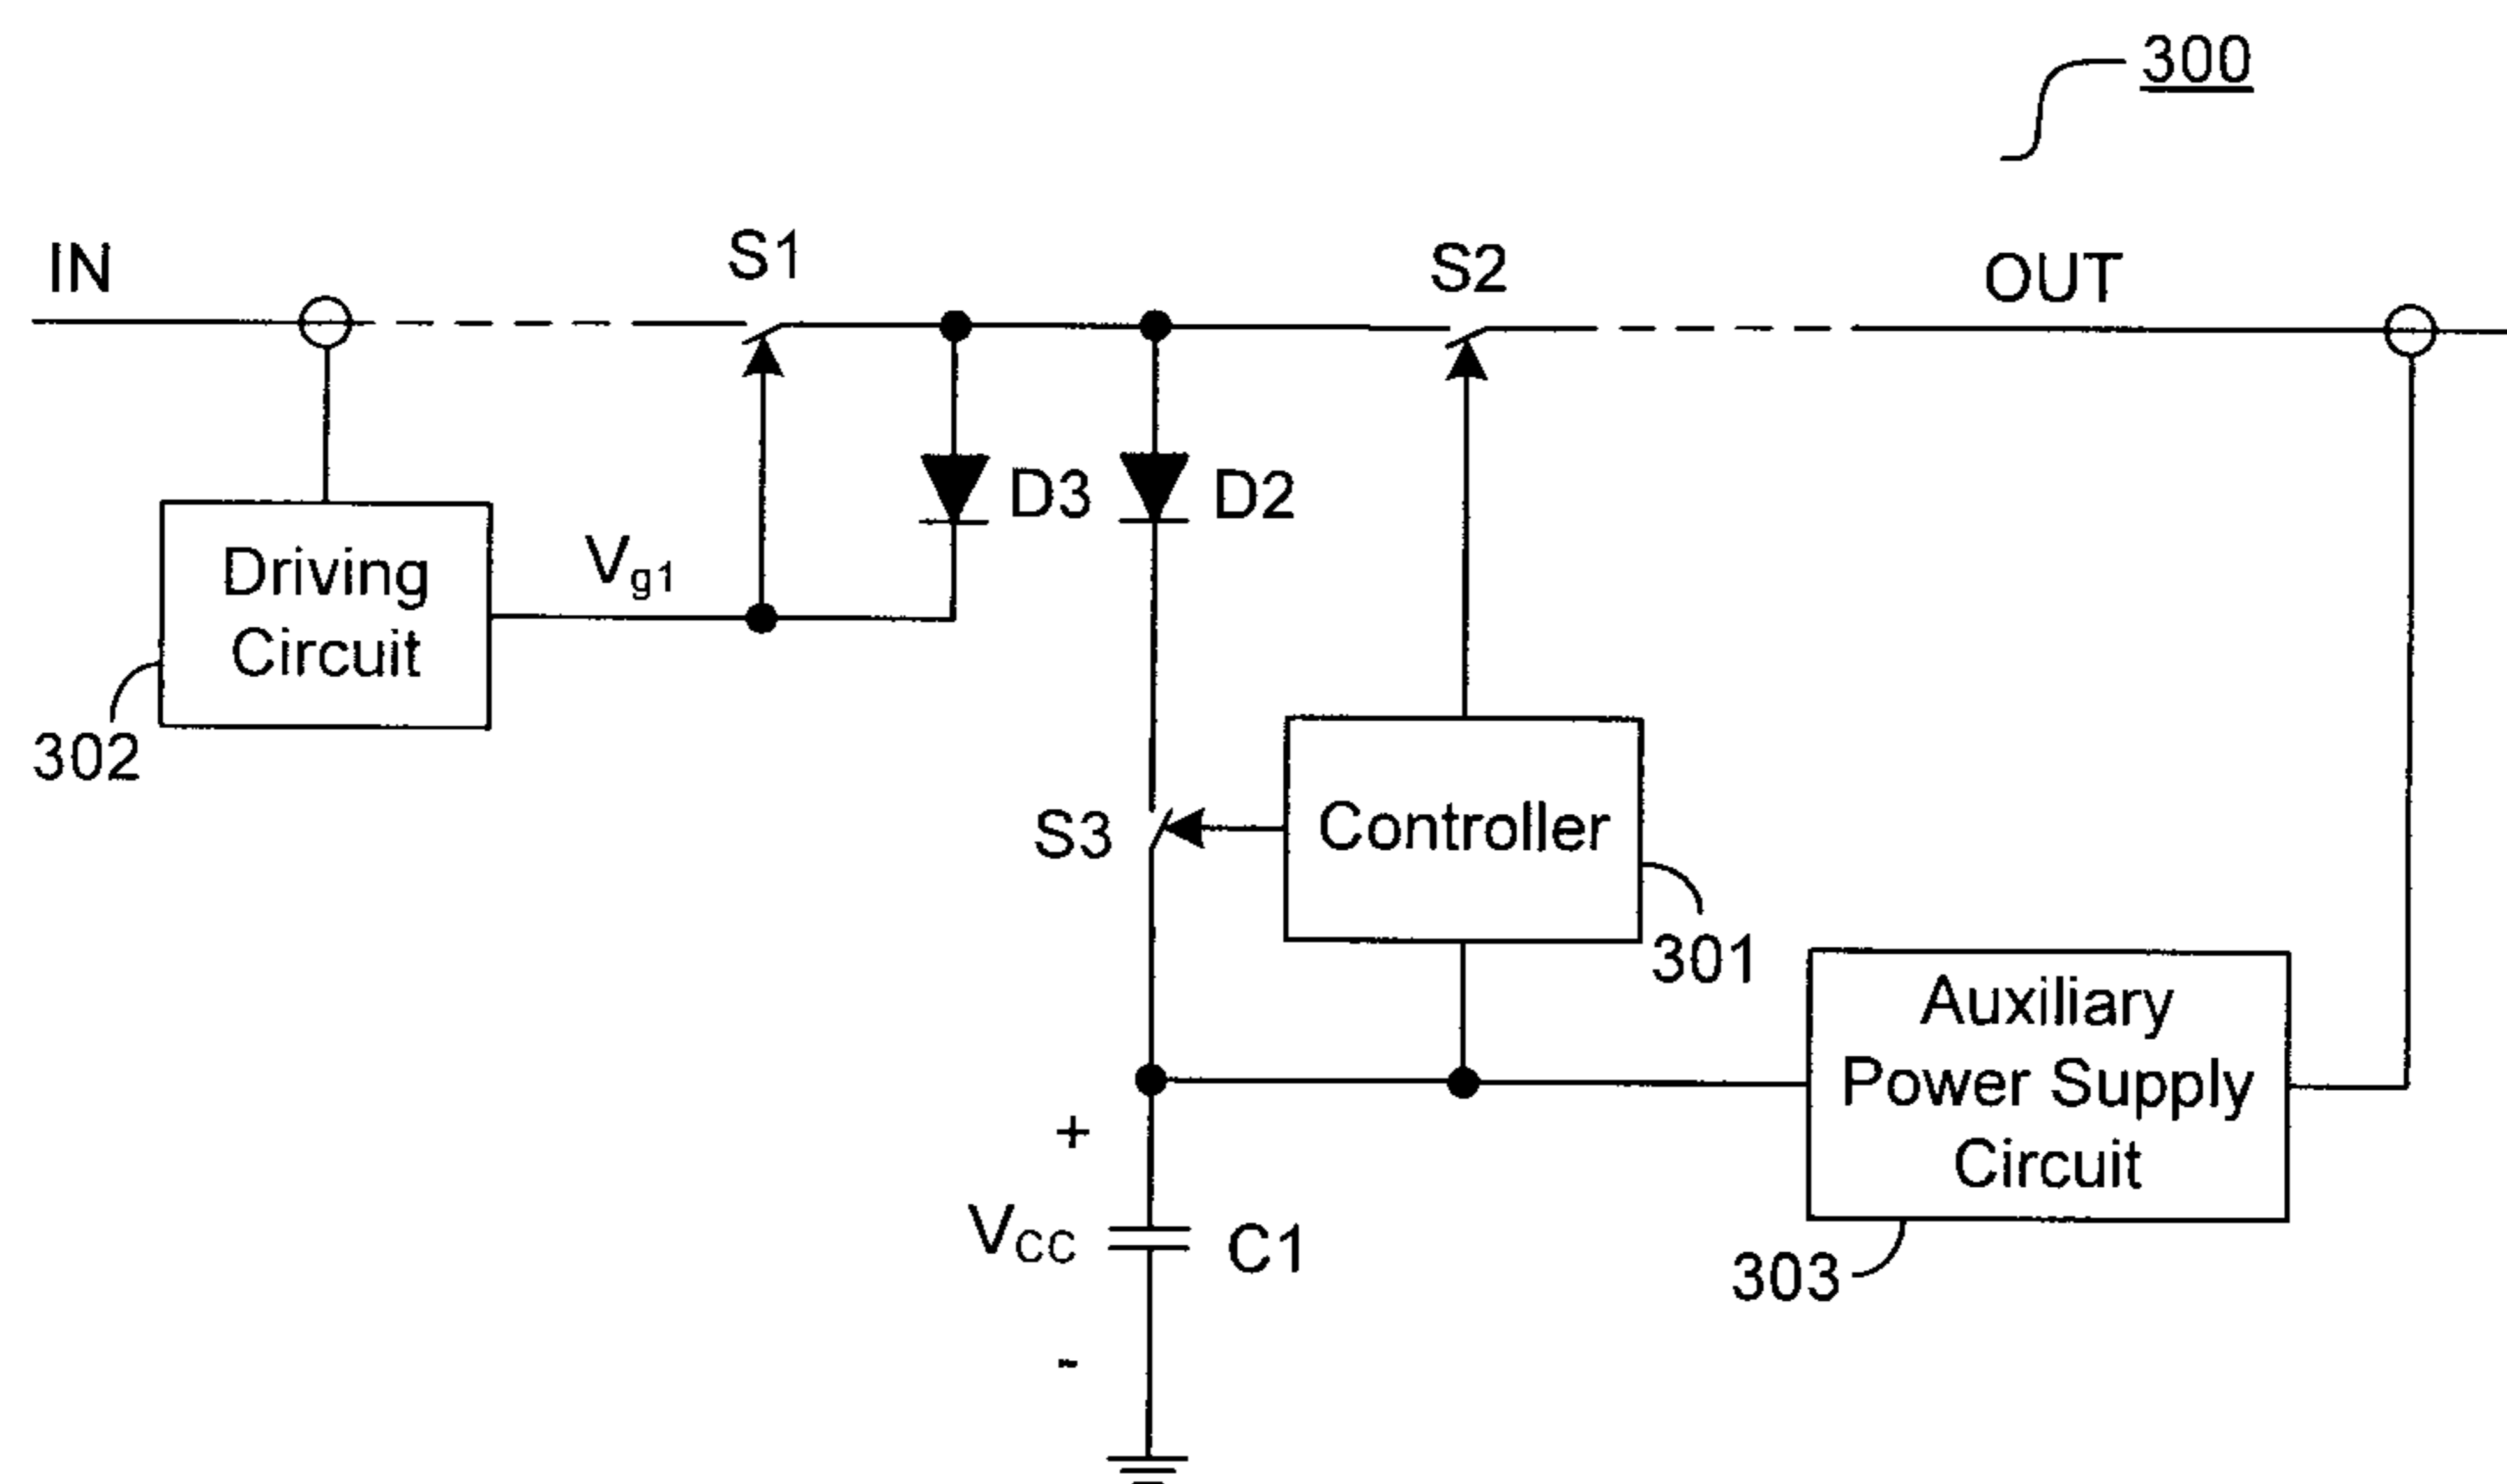 300
IN
S1
S2
OUT
D3
D2
Driving
Circuit
Vg1
302
S3
Controller
301
Auxiliary
Power Supply
Circuit
+
VCC
C1
303
-